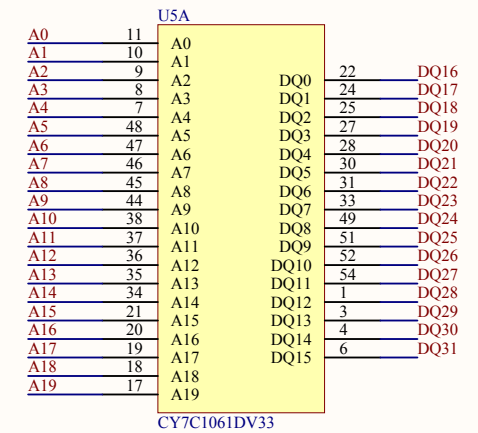 U5A
A0 11 A0
A1 10 A1
A2 9 A2 DQ0 22 DQ16
A3 8 A3 DQ1 24 DQ17
A4 7 A4 DQ2 25 DQ18
A5 48 A5 DQ3 27 DQ19
A6 47 A6 DQ4 28 DQ20
A7 46 A7 DQ5 30 DQ21
A8 45 A8 DQ6 31 DQ22
A9 44 A9 DQ7 33 DQ23
A10 38 A10 DQ8 49 DQ24
A11 37 A11 DQ9 51 DQ25
A12 36 A12 DQ10 52 DQ26
A13 35 A13 DQ11 54 DQ27
A14 34 A14 DQ12 1 DQ28
A15 21 A15 DQ13 3 DQ29
A16 20 A16 DQ14 4 DQ30
A17 19 A17 DQ15 6 DQ31
A18 18 A18
A19 17 A19
CY7C1061DV33